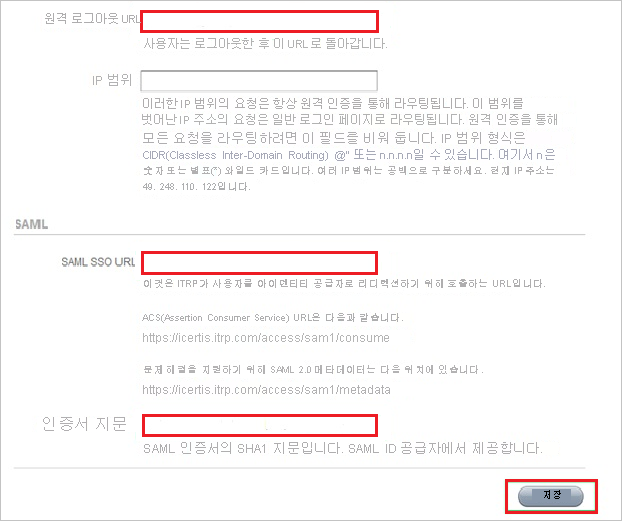 원격 로그아웃 URL
사용자는 로그아웃한 후 이 URL로 돌아갑니다.
IP 범위
이러한 IP 범위의 요청은 항상 원격 인증을 통해 라우팅됩니다. 이 범위를
벗어난 IP 주소의 요청은 일반 로그인 페이지로 라우팅됩니다. 원격 인증을 통해
모든 요청을 라우팅하려면 이 필드를 비워 둡니다. IP 범위 형식은
CIDR(Classless Inter-Domain Routing) @" 또는 n.n.n.n일 수 있습니다. 여기서 n은
숫자 또는 별표(*) 와일드 카드입니다. 여러 IP 범위는 공백으로 구분하세요. 현재 IP 주소는
49. 248. 110. 122입니다.
SAML
SAML SSO URL
이것은 ITRP가 사용자를 아이덴티티 공급자로 리디렉션하기 위해 호출하는 URL입니다.
ACS(Assertion Consumer Service) URL은 다음과 같습니다.
https://icertis.itrp.com/access/sam1/consume
문제 해결을 지원하기 위해 SAML 2.0 메타데이터는 다음 위치에 있습니다.
https://icertis.itrp.com/access/sam1/metadata
인증서 지문
SAML 인증서의 SHA1 지문입니다. SAML ID 공급자에서 제공합니다.
저장